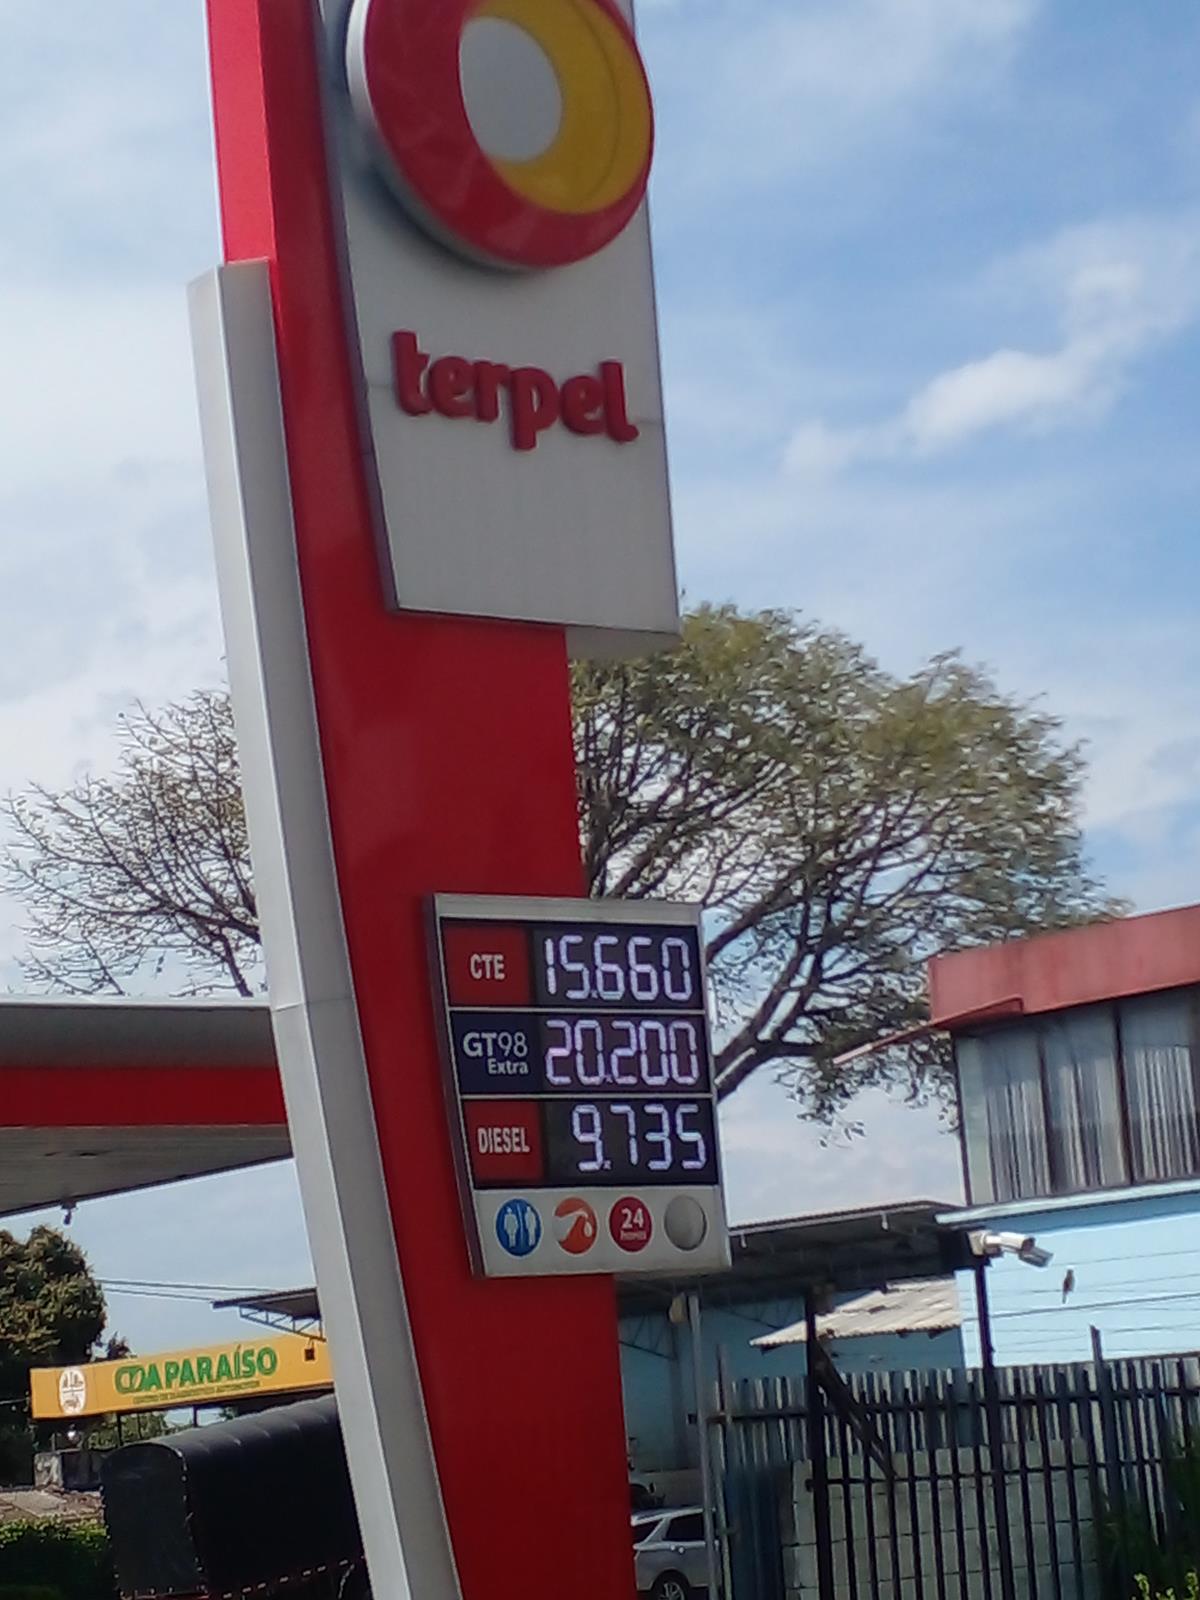 terpel
CTE 15.660
GT98 Extra 20.200
DIESEL 9.735
24
CDA PARAÍSO